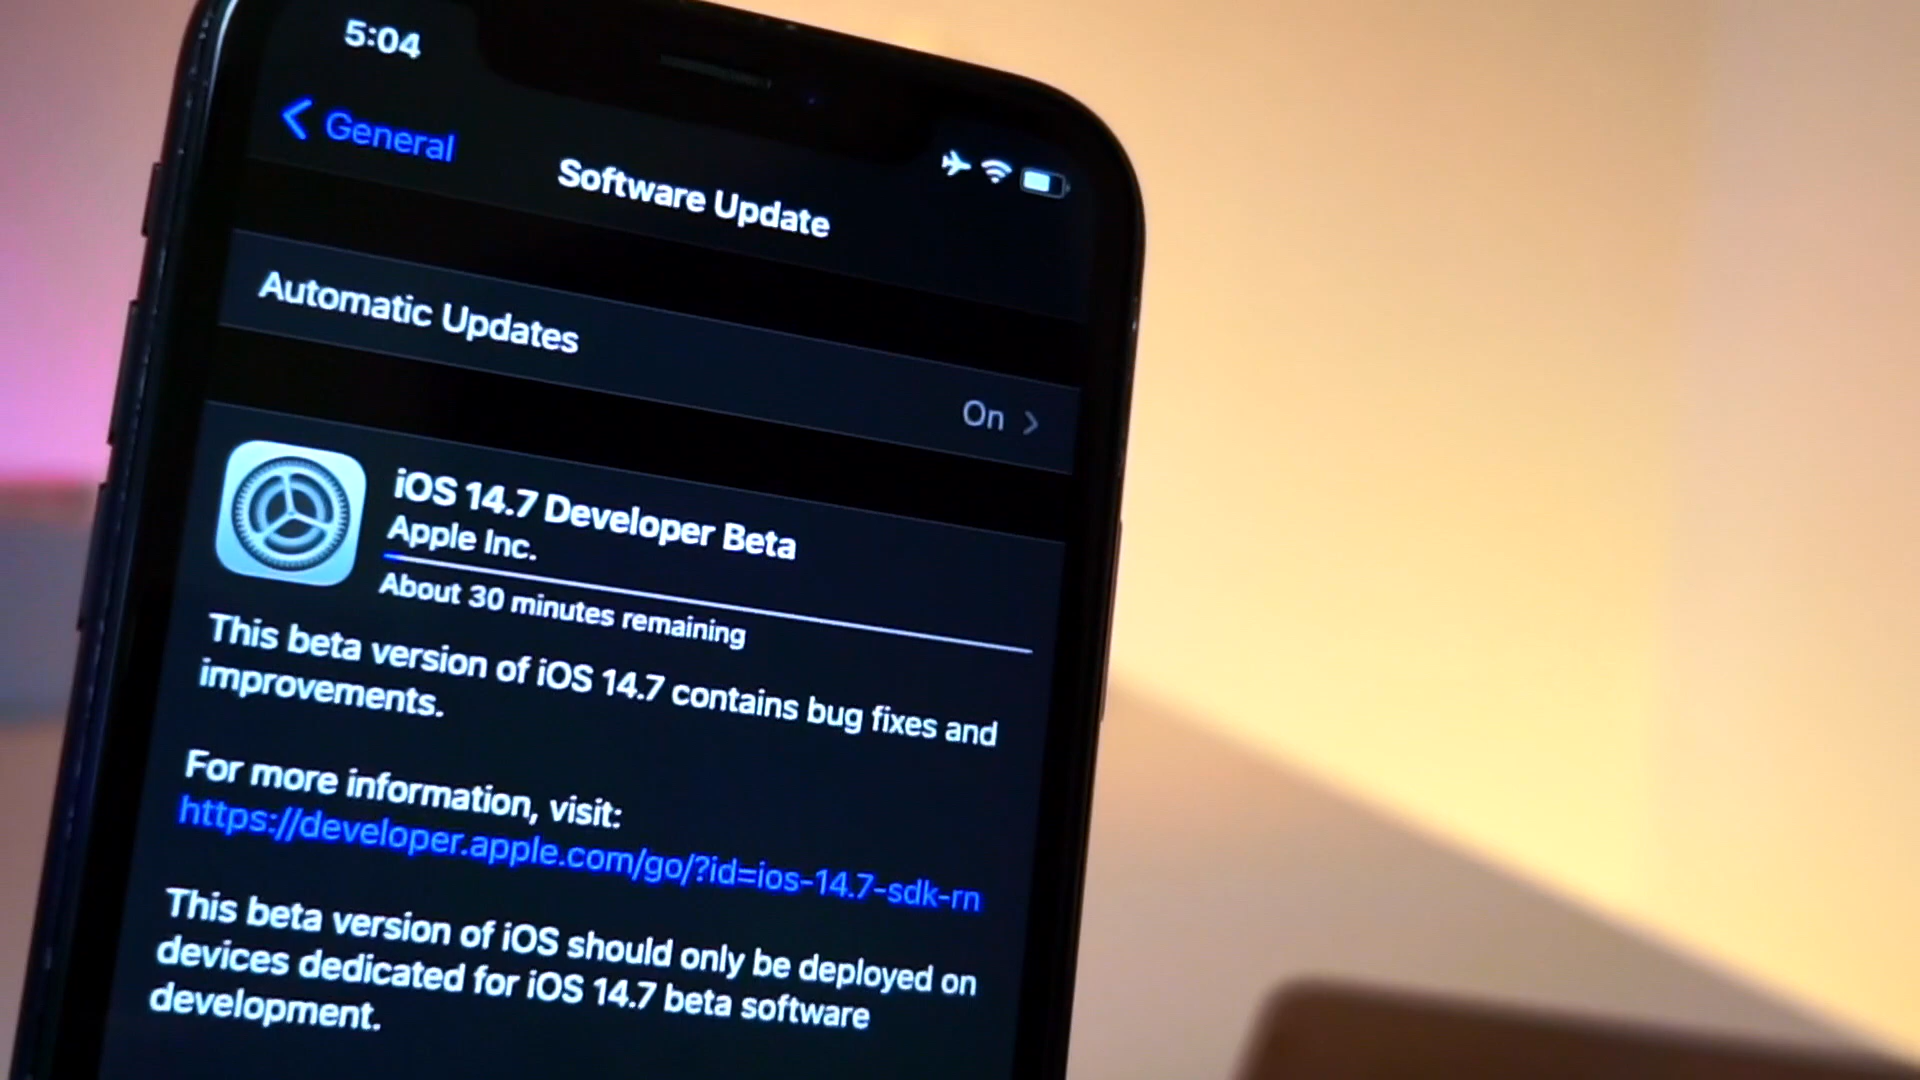 5:04
General
Software Update
Automatic Updates
On
iOS 14.7 Developer Beta
Apple Inc.
About 30 minutes remaining
This beta version of iOS 14.7 contains bug fixes and
improvements.
For more information, visit:
https://developer.apple.com/go/?id=ios-14.7-sdk-rn
This beta version of iOS should only be deployed on
devices dedicated for iOS 14.7 beta software
development.